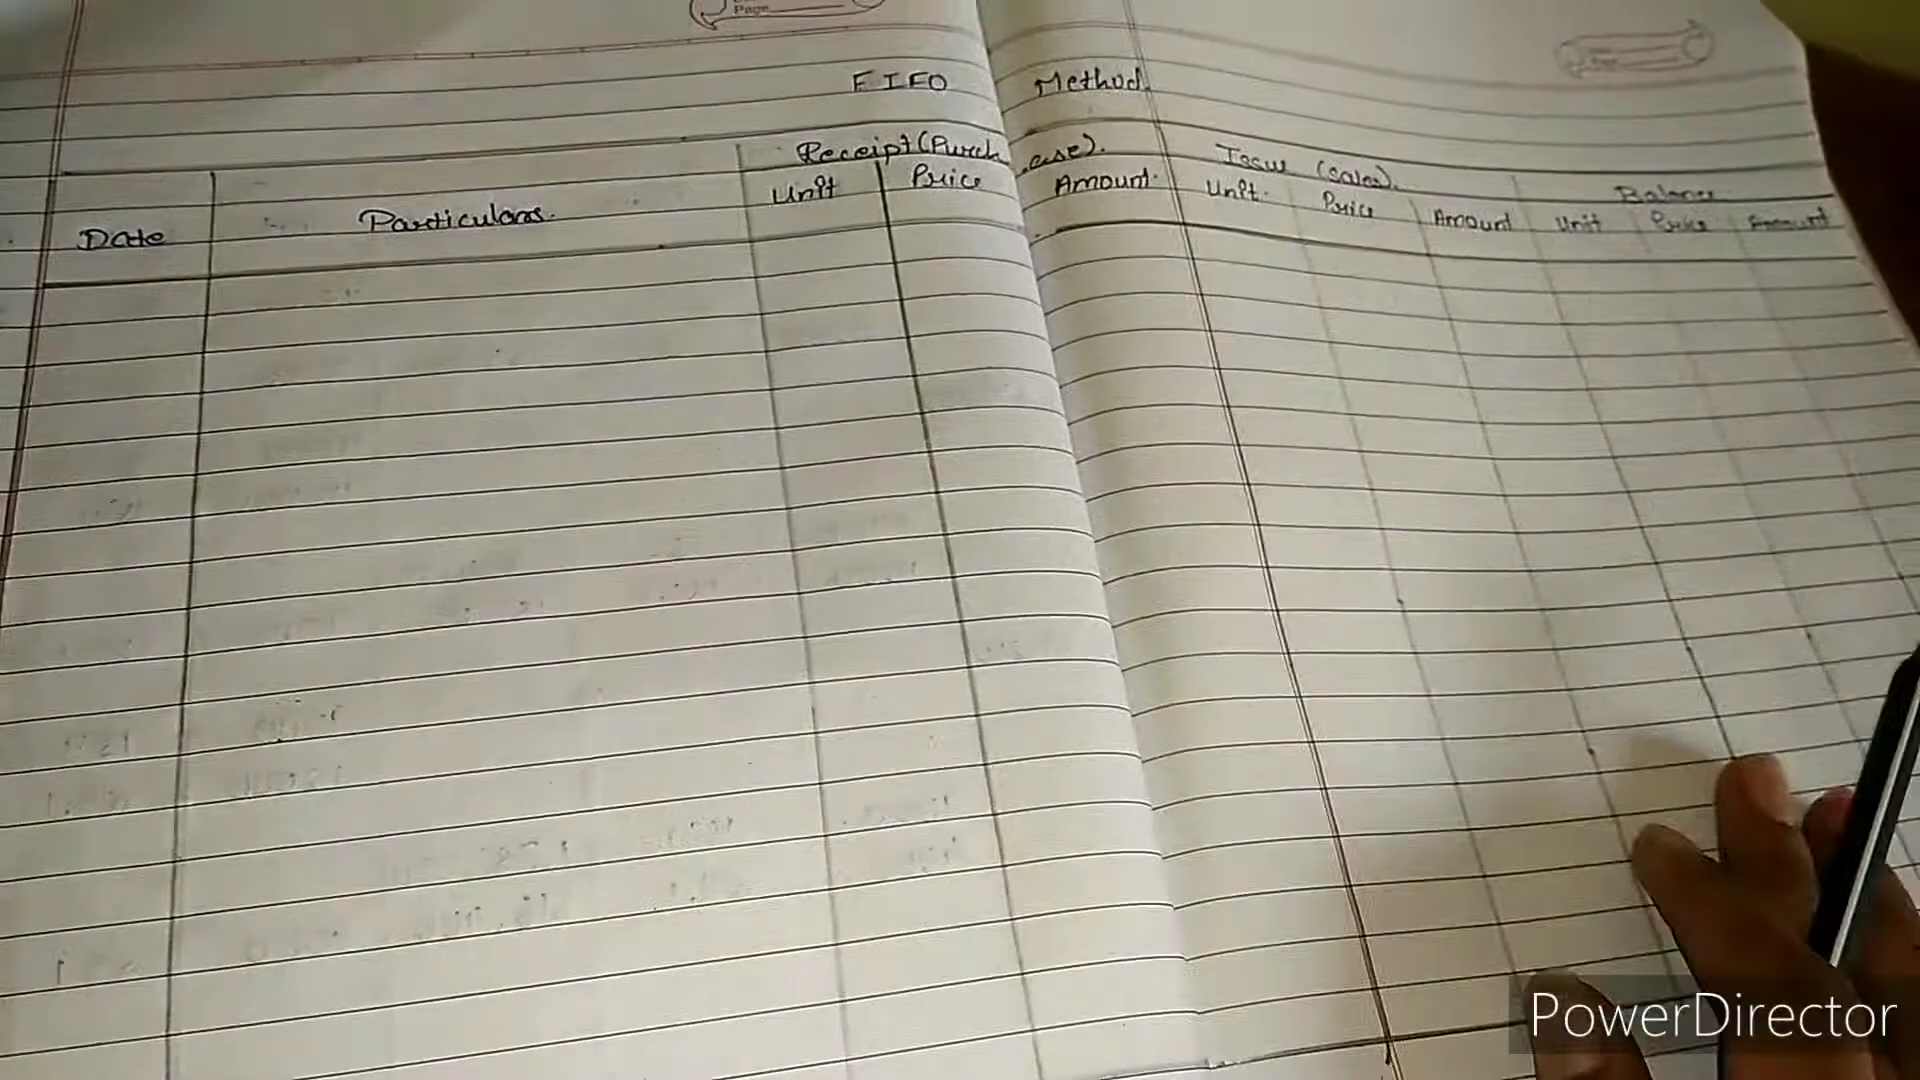 Page
FIFO Method.
Receipt (Purchase). Issue (Sales). Balance
Date Particulars. Unit Price Amount. Unit. Price Amount Unit Price Amount
PowerDirector